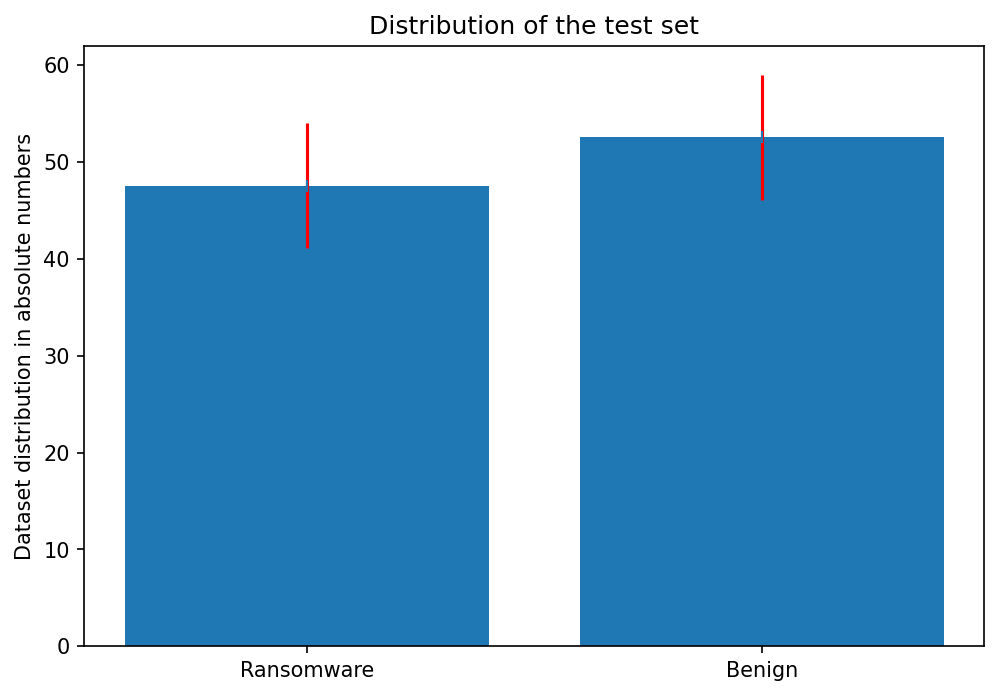 Distribution of the test set
Dataset distribution in absolute numbers
60
50
40
30
20
10
0
Ransomware
Benign